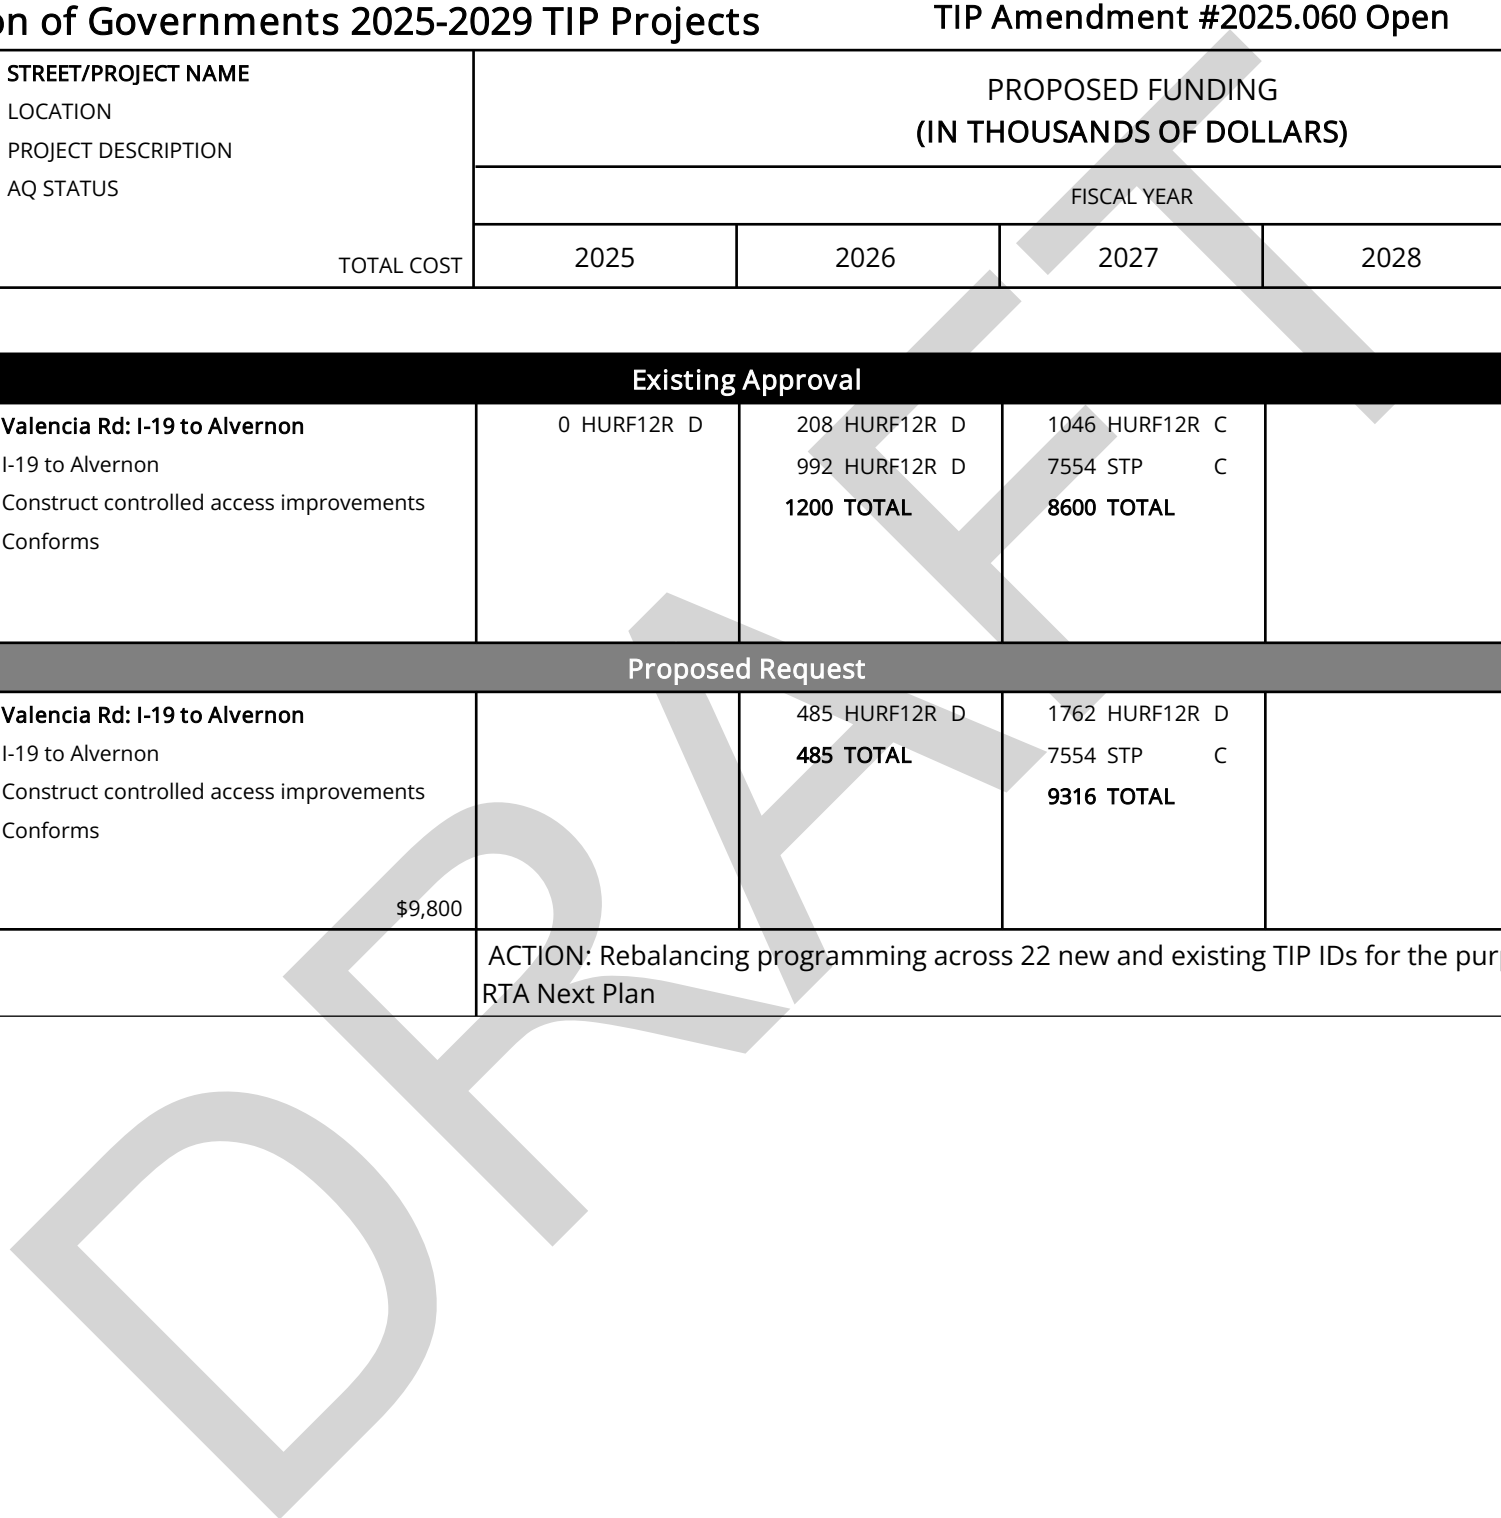 on of Governments 2025-2029 TIP Projects
TIP Amendment #2025.060 Open
STREET/PROJECT NAME
LOCATION
PROJECT DESCRIPTION
AQ STATUS
TOTAL COST
PROPOSED FUNDING
(IN THOUSANDS OF DOLLARS)
FISCAL YEAR
2025 2026 2027 2028
Existing Approval
Valencia Rd: I-19 to Alvernon 0 HURF12R D 208 HURF12R D 1046 HURF12R C
I-19 to Alvernon 992 HURF12R D 7554 STP C
Construct controlled access improvements 1200 TOTAL 8600 TOTAL
Conforms
Proposed Request
Valencia Rd: I-19 to Alvernon 485 HURF12R D 1762 HURF12R D
I-19 to Alvernon 485 TOTAL 7554 STP C
Construct controlled access improvements 9316 TOTAL
Conforms
$9,800
ACTION: Rebalancing programming across 22 new and existing TIP IDs for the pur
RTA Next Plan
DRAFT